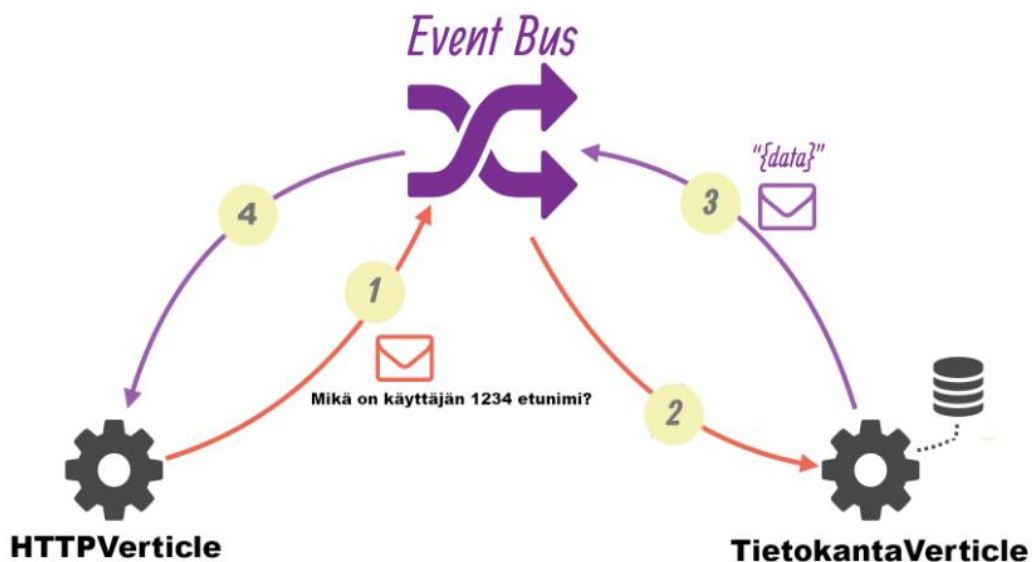 Event Bus
"{data}"
4
3
1
Mikä on käyttäjän 1234 etunimi?
2
HTTPVerticle
TietokantaVerticle